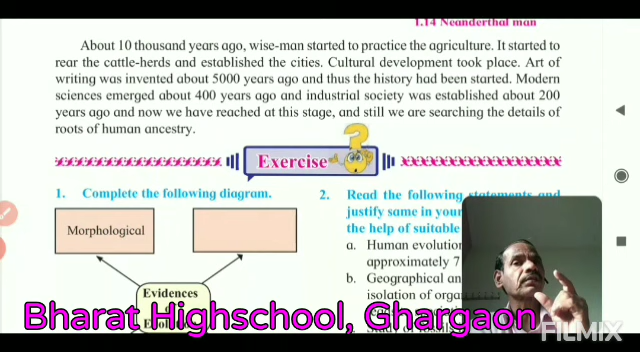 1.14 Neanderthal man
About 10 thousand years ago, wise-man started to practice the agriculture. It started to
rear the cattle-herds and established the cities. Cultural development took place. Art of
writing was invented about 5000 years ago and thus the history had been started. Modern
sciences emerged about 400 years ago and industrial society was established about 200
years ago and now we have reached at this stage, and still we are searching the details of
roots of human ancestry.
Exercise
1. Complete the following diagram.
Morphological
Evidences
2. Read the following statements and
justify same in your
the help of suitable
a. Human evolution
approximately 7
b. Geographical an
isolation of orga
Bharat Highschool, Ghargaon
FILMIX